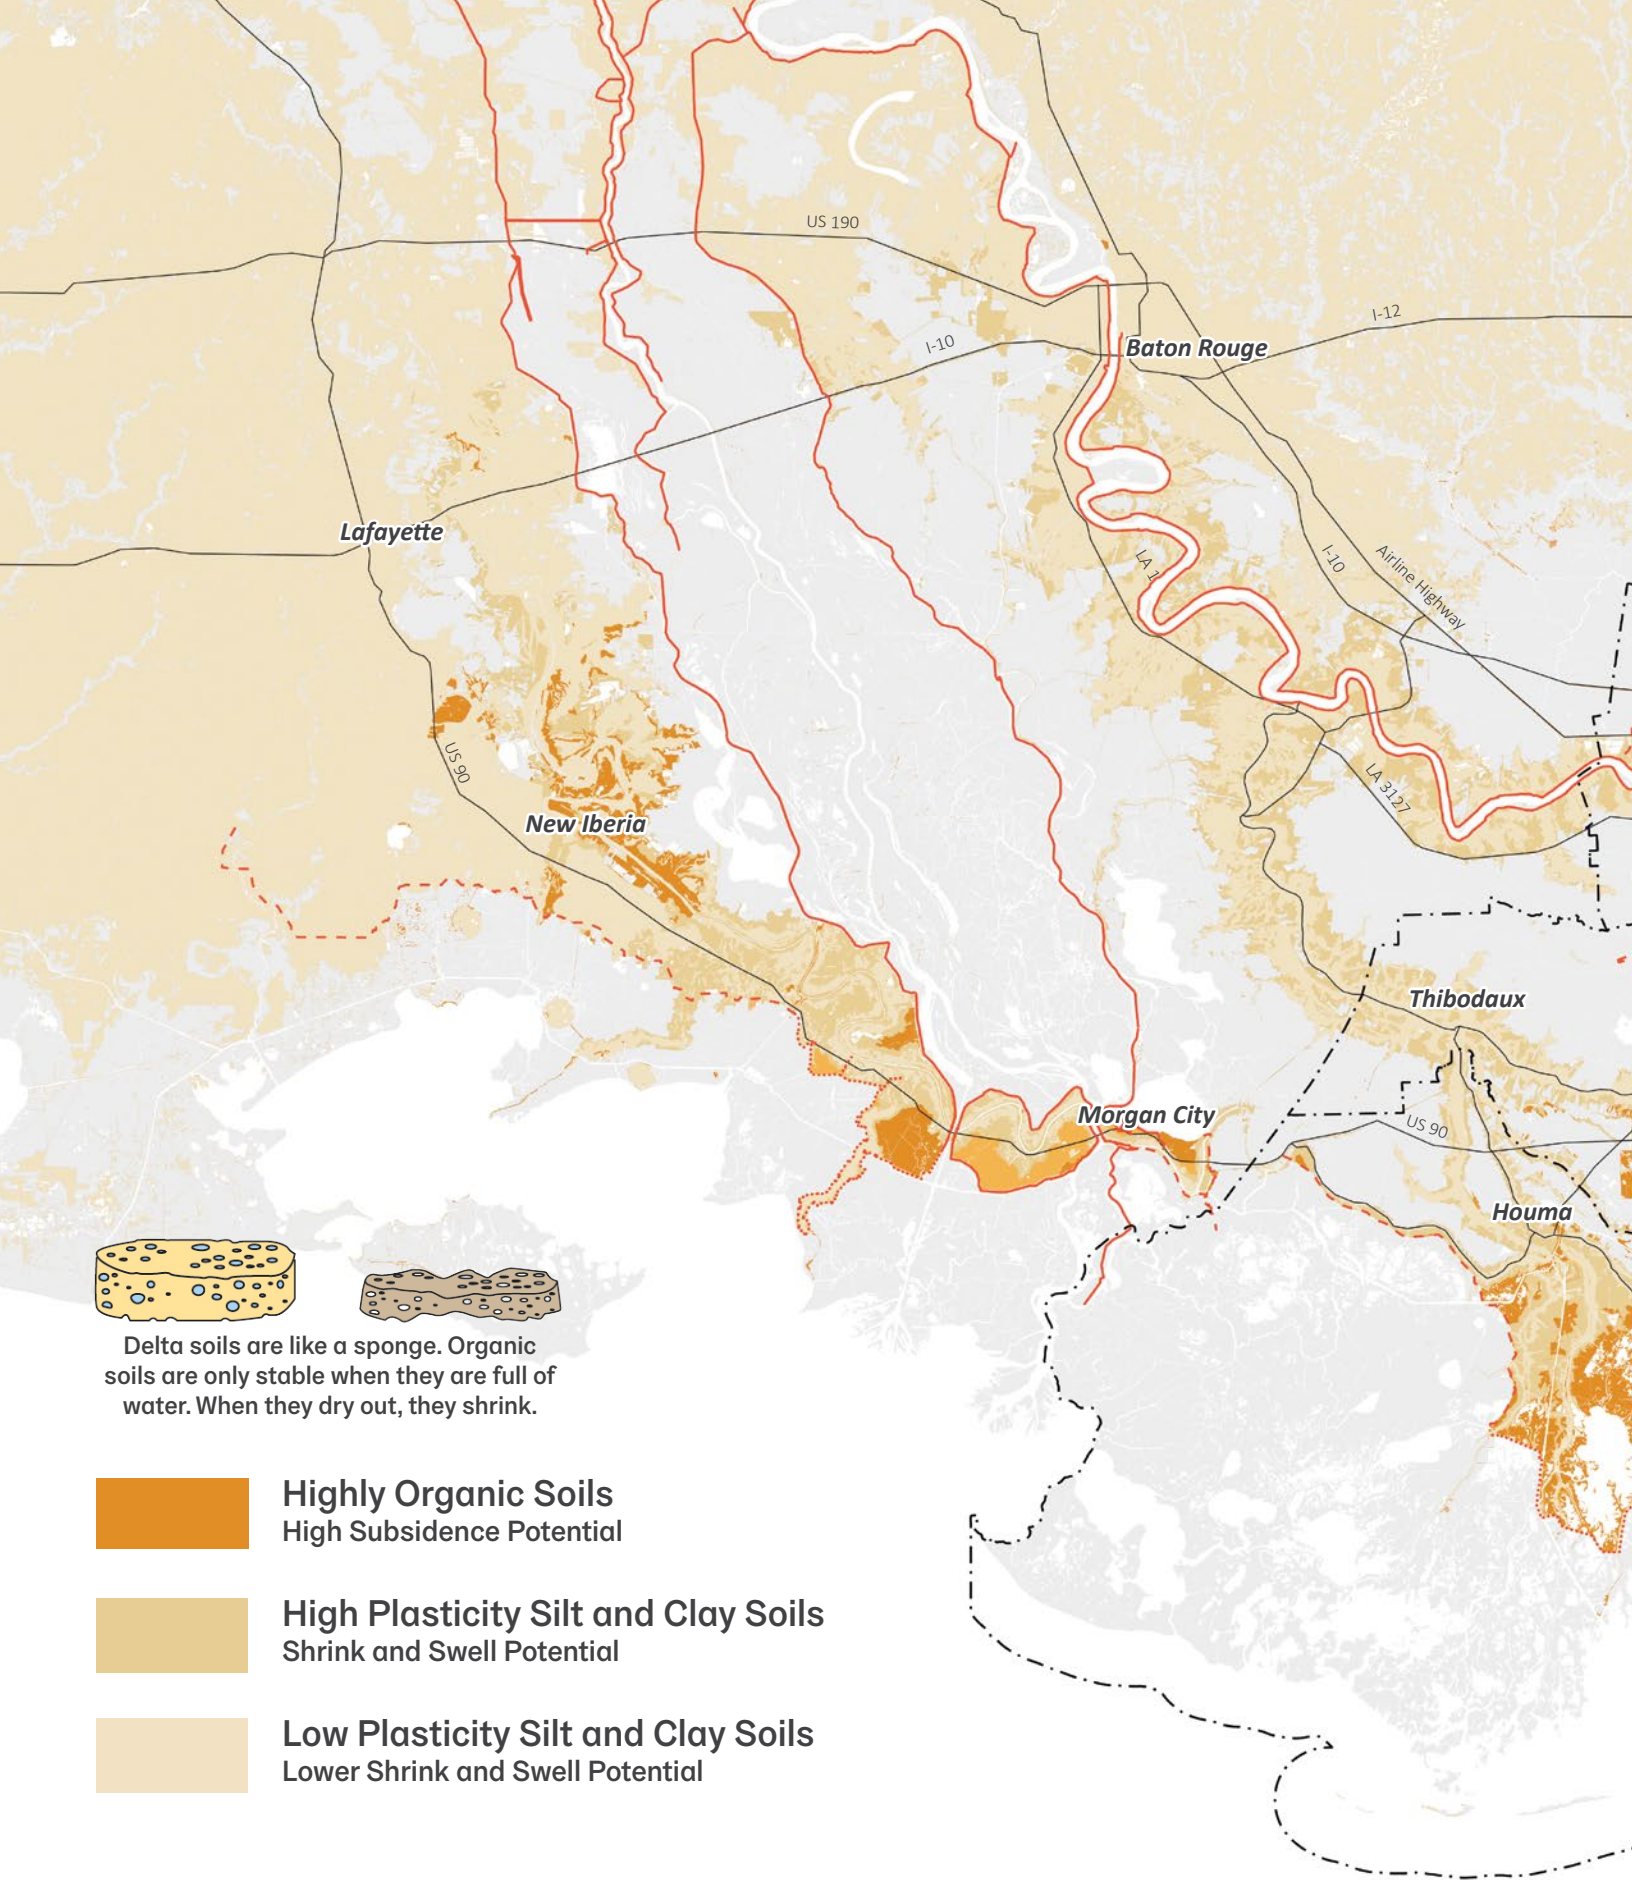 US 190
I-12
I-10
Baton Rouge
Lafayette
LA 1
I-10
Airline Highway
US 90
LA 3127
New Iberia
Thibodaux
Morgan City
US 90
Houma
Delta soils are like a sponge. Organic
soils are only stable when they are full of
water. When they dry out, they shrink.
Highly Organic Soils
High Subsidence Potential
High Plasticity Silt and Clay Soils
Shrink and Swell Potential
Low Plasticity Silt and Clay Soils
Lower Shrink and Swell Potential